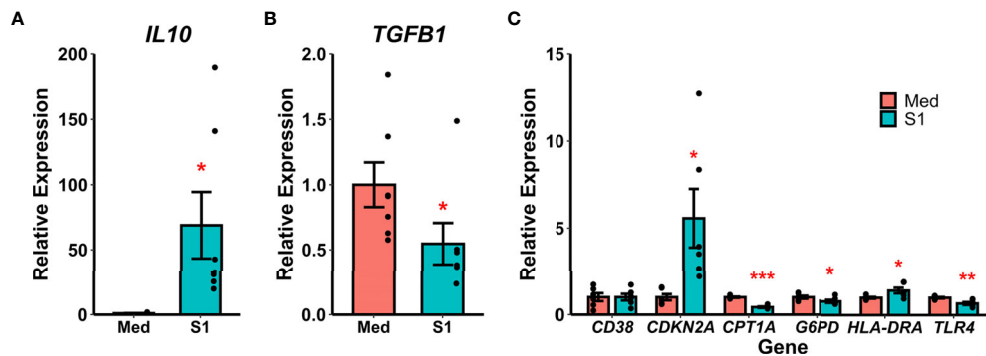 A
IL10
Relative Expression
200
150
100
50
0
*
Med
S1
B
TGFB1
Relative Expression
2.0
1.5
1.0
0.5
0.0
*
Med
S1
C
Relative Expression
15
10
5
0
Med
S1
*
***
*
*
**
CD38
CDKN2A
CPT1A
G6PD
HLA-DRA
TLR4
Gene